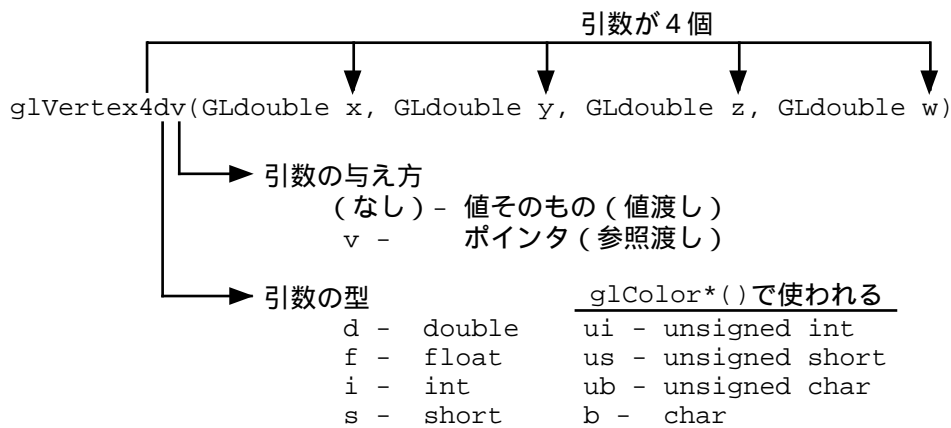 引数が４個
glVertex4dv(GLdouble x, GLdouble y, GLdouble z, GLdouble w)
引数の与え方
（なし）- 値そのもの（値渡し）
v - ポインタ（参照渡し）
引数の型 glColor*()で使われる
d - double ui - unsigned int
f - float us - unsigned short
i - int ub - unsigned char
s - short b - char